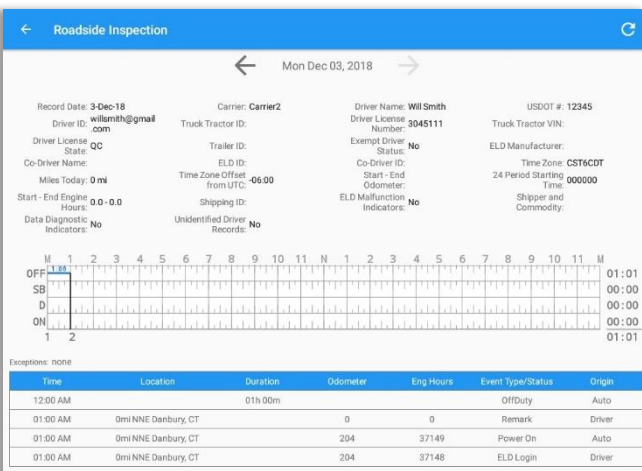 Roadside Inspection
Mon Dec 03, 2018
Record Date: 3-Dec-18 Carrier: Carrier2 Driver Name: Will Smith USDOT #: 12345
Driver ID: willsmith@gmail.com Truck Tractor ID: Driver License Number: 3045111 Truck Tractor VIN:
Driver License State: QC Trailer ID: Exempt Driver Status: No ELD Manufacturer:
Co-Driver Name: ELD ID: Co-Driver ID: Time Zone: CST6CDT
Miles Today: 0 mi Time Zone Offset from UTC: -06:00 Start - End Odometer: 24 Period Starting Time: 000000
Start - End Engine Hours: 0.0 - 0.0 Shipping ID: ELD Malfunction Indicators: No Shipper and Commodity:
Data Diagnostic Indicators: No Unidentified Driver Records: No
M 1 2 3 4 5 6 7 8 9 10 11 N 1 2 3 4 5 6 7 8 9 10 11 M
OFF 1:00 01:01
SB 00:00
D 00:00
ON 00:00
1 2 01:01
Exceptions: none
Time Location Duration Odometer Eng Hours Event Type/Status Origin
12:00 AM 01h 00m OffDuty Auto
01:00 AM 0mi NNE Danbury, CT 0 0 Remark Driver
01:00 AM 0mi NNE Danbury, CT 204 37149 Power On Auto
01:00 AM 0mi NNE Danbury, CT 204 37148 ELD Login Driver